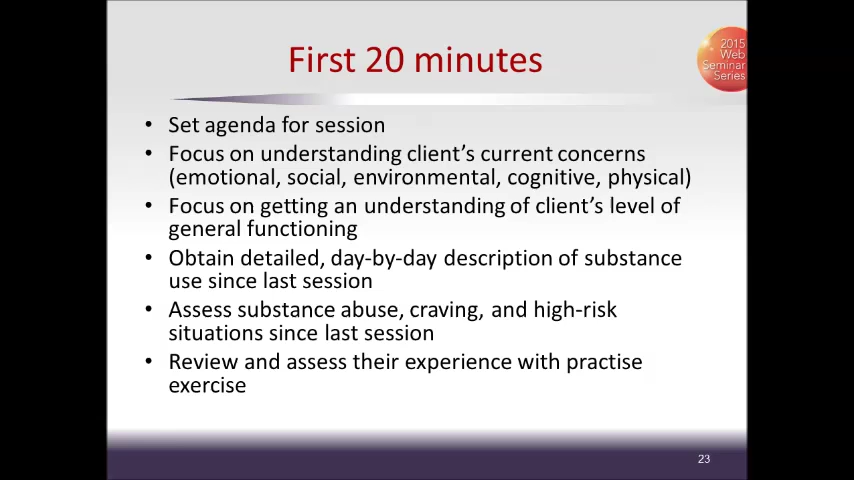 First 20 minutes
2015
Web
Seminar
Series
• Set agenda for session
• Focus on understanding client's current concerns
(emotional, social, environmental, cognitive, physical)
• Focus on getting an understanding of client's level of
general functioning
• Obtain detailed, day-by-day description of substance
use since last session
• Assess substance abuse, craving, and high-risk
situations since last session
• Review and assess their experience with practise
exercise
23